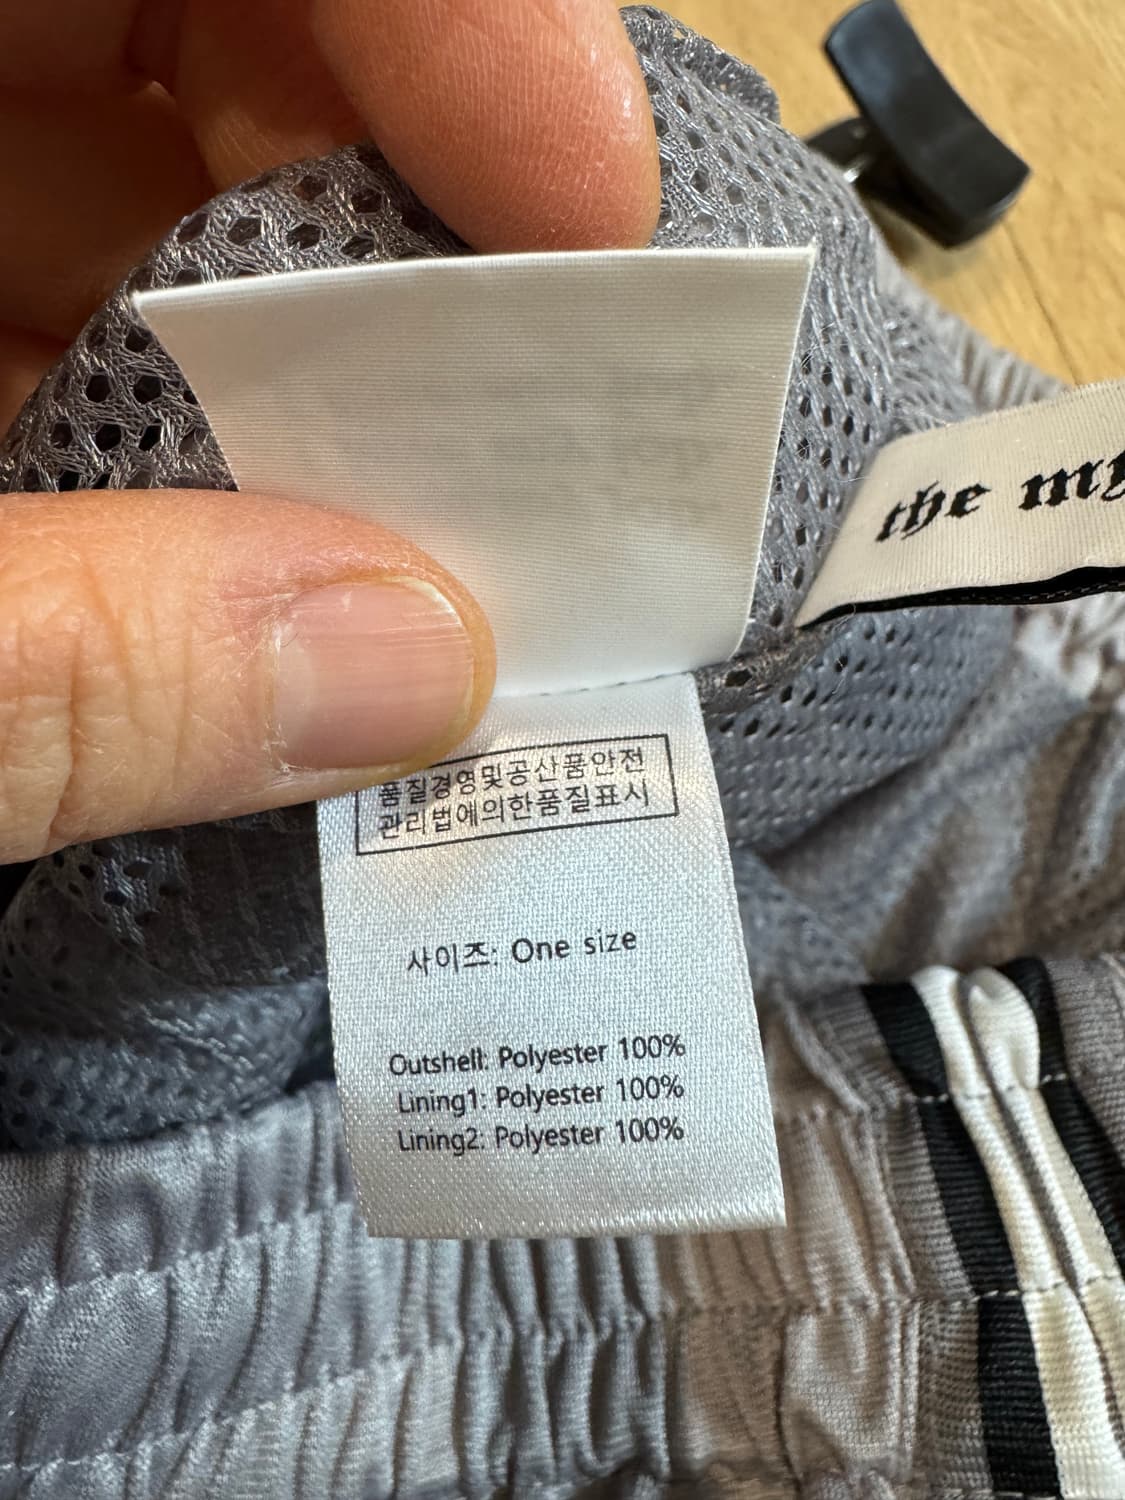 the my
품질경영및공산품안전
관리법에의한품질표시
사이즈: One size
Outshell: Polyester 100%
Lining1: Polyester 100%
Lining2: Polyester 100%